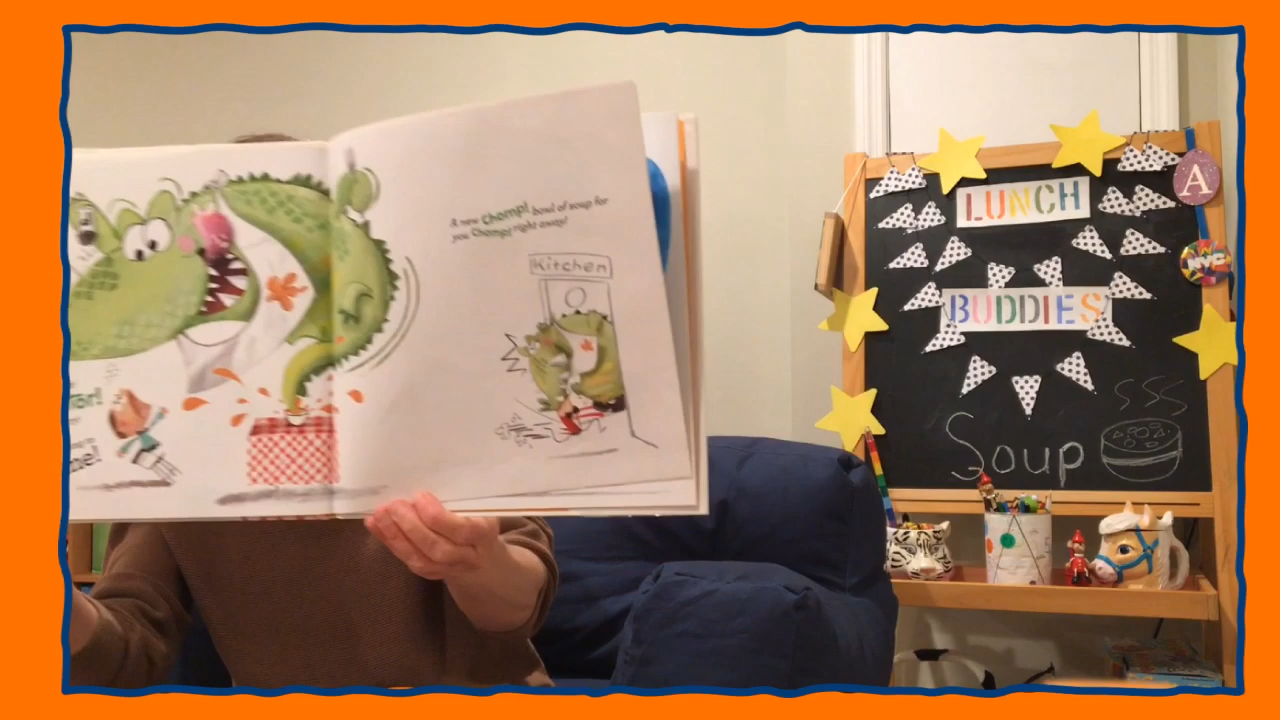 A new Chomp! bowl of soup for
you Chomp! right away!
Kitchen
LUNCH
BUDDIES
Soup
A
NYC